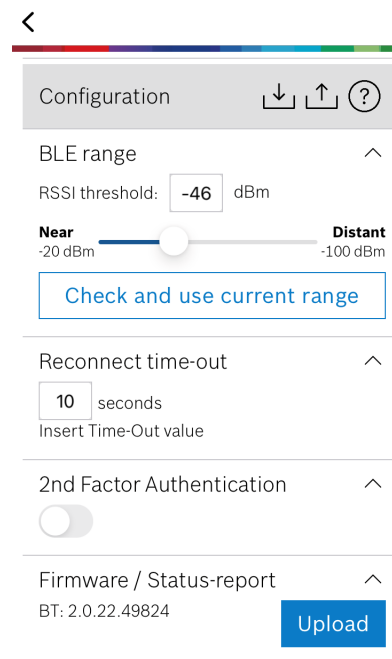 Configuration
?
BLE range
RSSI threshold: -46 dBm
Near Distant
-20 dBm -100 dBm
Check and use current range
Reconnect time-out
10 seconds
Insert Time-Out value
2nd Factor Authentication
Firmware / Status-report
BT: 2.0.22.49824
Upload